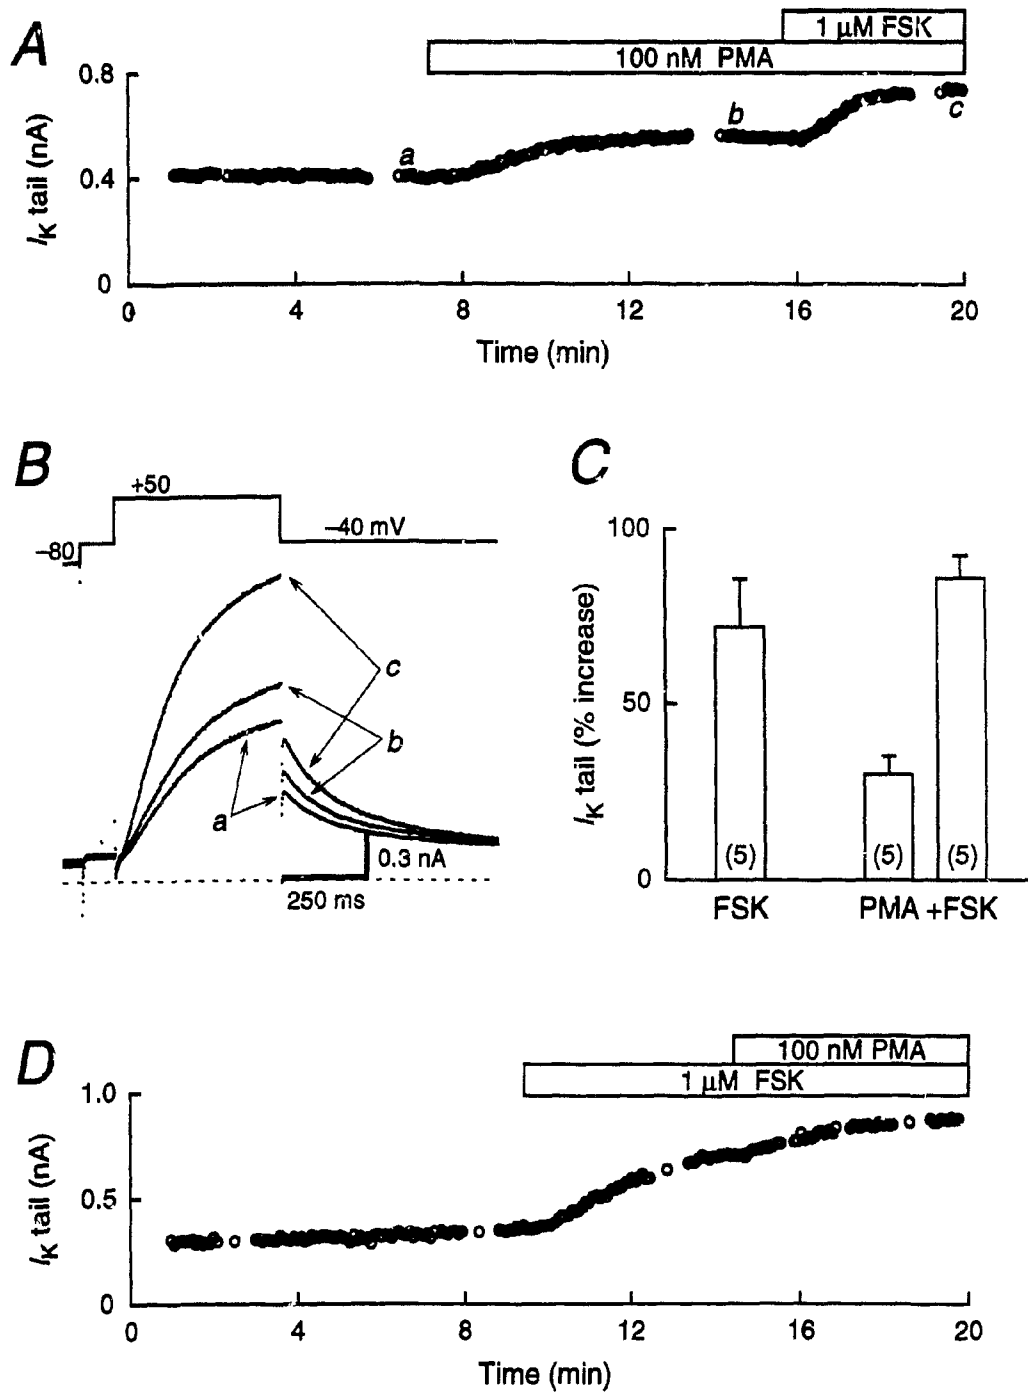 A
1 µM FSK
100 nM PMA
0.8
0.4
0
IK tail (nA)
a
b
c
0
4
8
12
16
20
Time (min)
B
+50
−80
−40 mV
c
b
a
0.3 nA
250 ms
C
100
50
0
IK tail (% increase)
(5)
(5)
(5)
FSK
PMA +FSK
D
100 nM PMA
1 µM FSK
1.0
0.5
0
IK tail (nA)
0
4
8
12
16
20
Time (min)